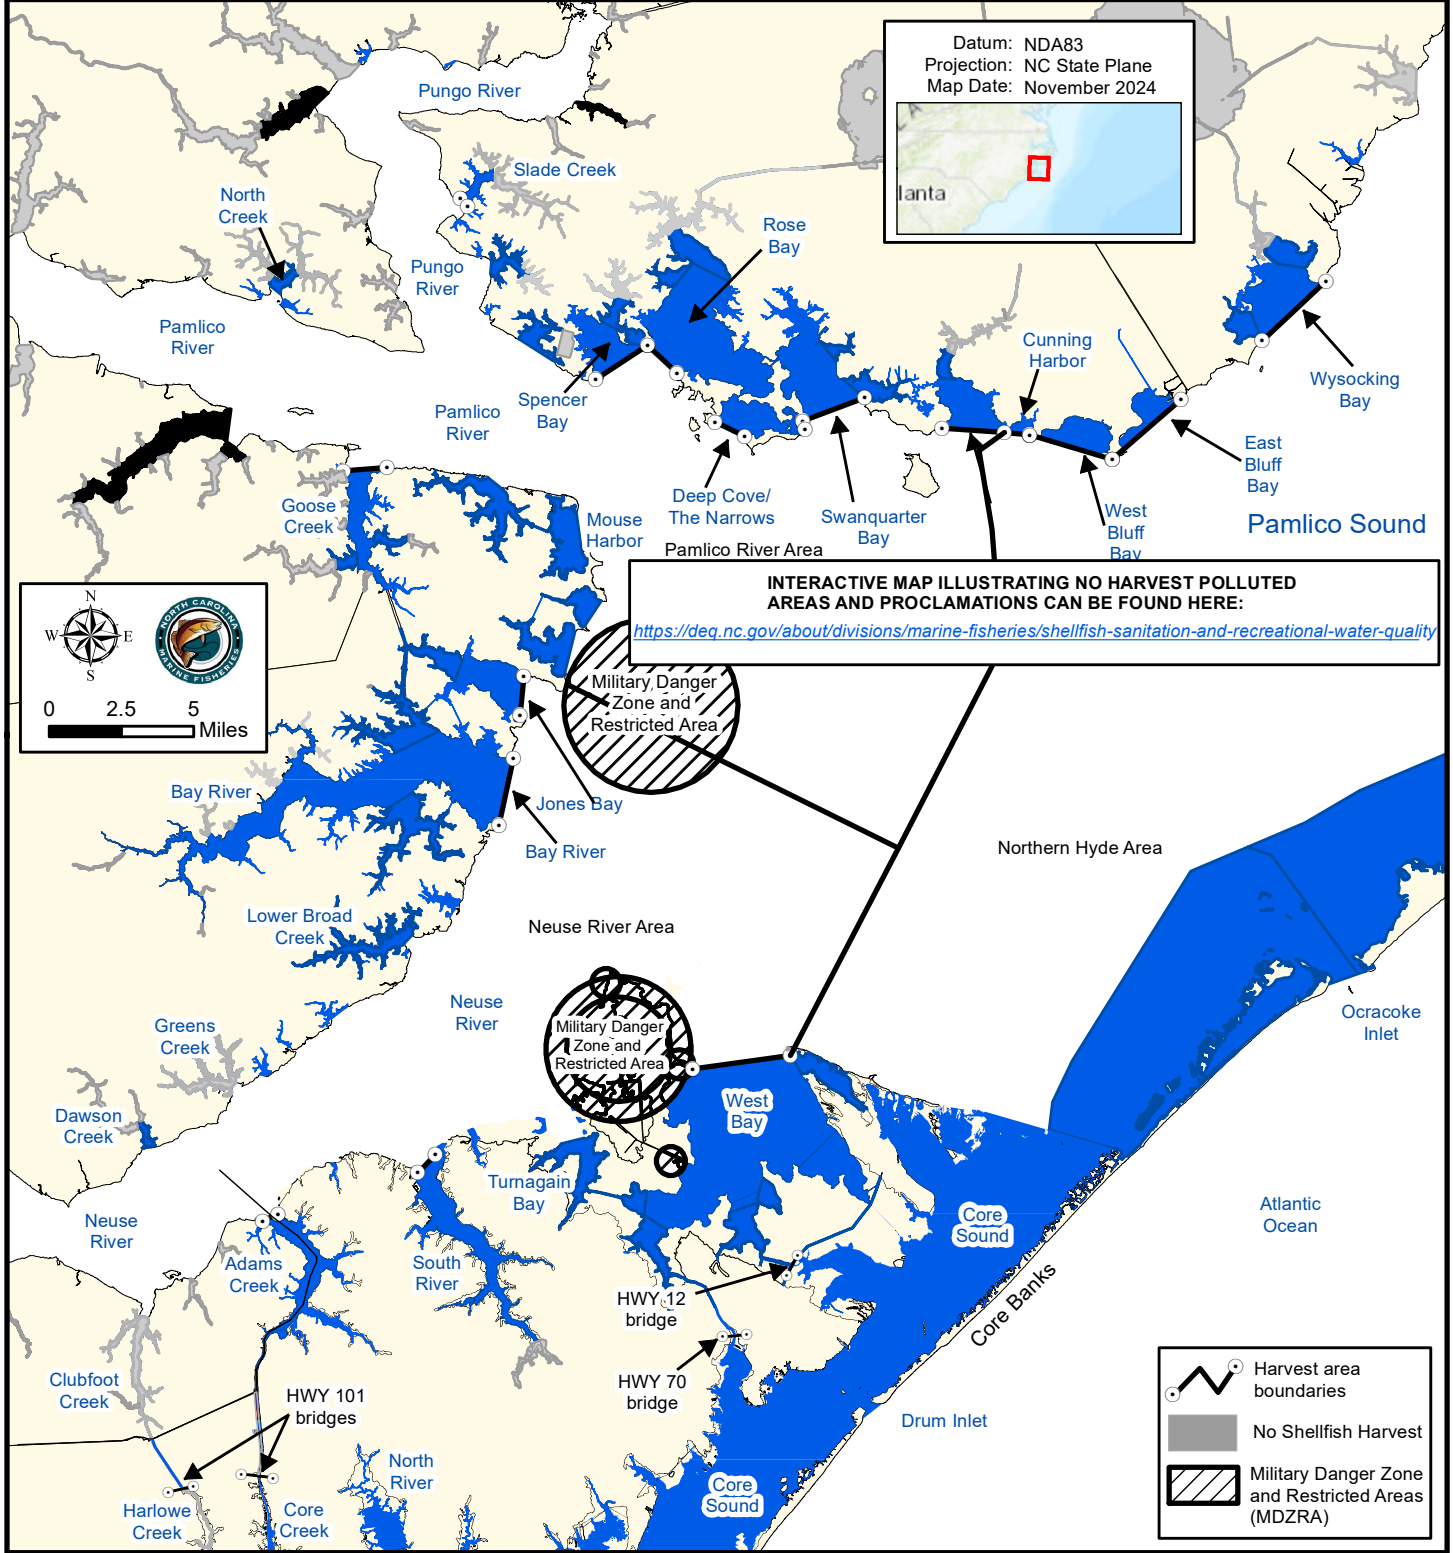 Datum: NDA83
Projection: NC State Plane
Map Date: November 2024
lanta
Pungo River
Slade Creek
North
Creek
Rose
Bay
Pungo
River
Pamlico
River
Cunning
Harbor
Spencer
Bay
Pamlico
River
Wysocking
Bay
East
Bluff
Bay
Deep Cove/
The Narrows
Swanquarter
Bay
West
Bluff
Bay
Pamlico Sound
Goose
Creek
Mouse
Harbor
Pamlico River Area
INTERACTIVE MAP ILLUSTRATING NO HARVEST POLLUTED
AREAS AND PROCLAMATIONS CAN BE FOUND HERE:
https://deq.nc.gov/about/divisions/marine-fisheries/shellfish-sanitation-and-recreational-water-quality
N
W E
S
NORTH CAROLINA
MARINE FISHERIES
0 2.5 5
Miles
Military Danger
Zone and
Restricted Area
Bay River
Jones Bay
Bay River
Northern Hyde Area
Lower Broad
Creek
Neuse River Area
Neuse
River
Military Danger
Zone and
Restricted Area
Ocracoke
Inlet
Greens
Creek
Dawson
Creek
West
Bay
Turnagain
Bay
Neuse
River
Adams
Creek
South
River
Core
Sound
Atlantic
Ocean
HWY 12
bridge
Core Banks
Clubfoot
Creek
HWY 101
bridges
HWY 70
bridge
Drum Inlet
North
River
Harlowe
Creek
Core
Creek
Core
Sound
Harvest area
boundaries
No Shellfish Harvest
Military Danger Zone
and Restricted Areas
(MDZRA)